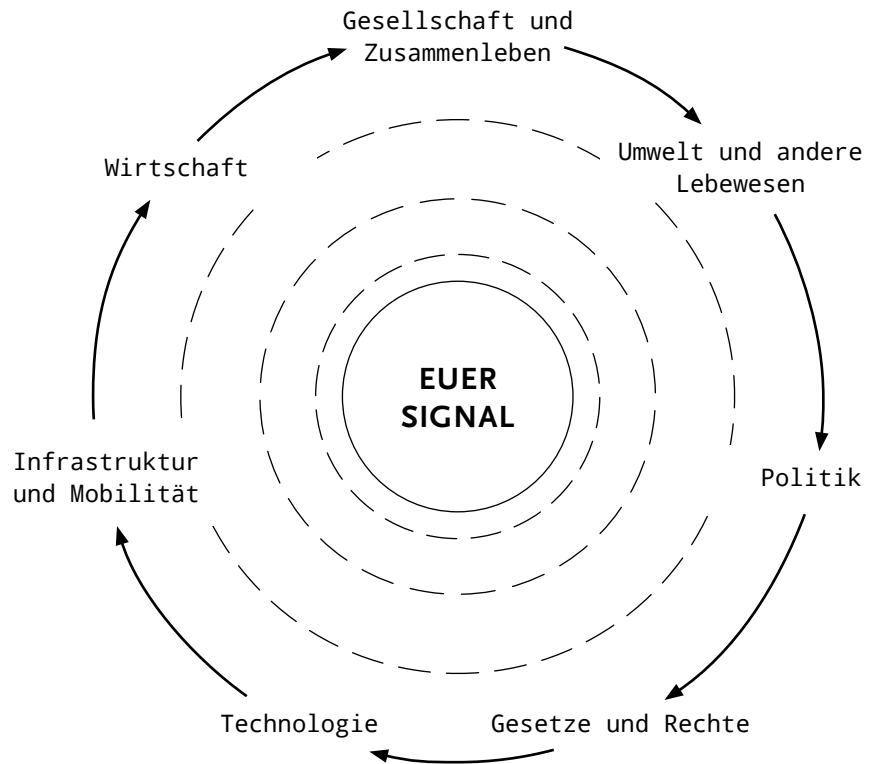 Gesellschaft und
Zusammenleben
Umwelt und andere
Lebewesen
Wirtschaft
EUER
SIGNAL
Infrastruktur
und Mobilität
Politik
Technologie
Gesetze und Rechte